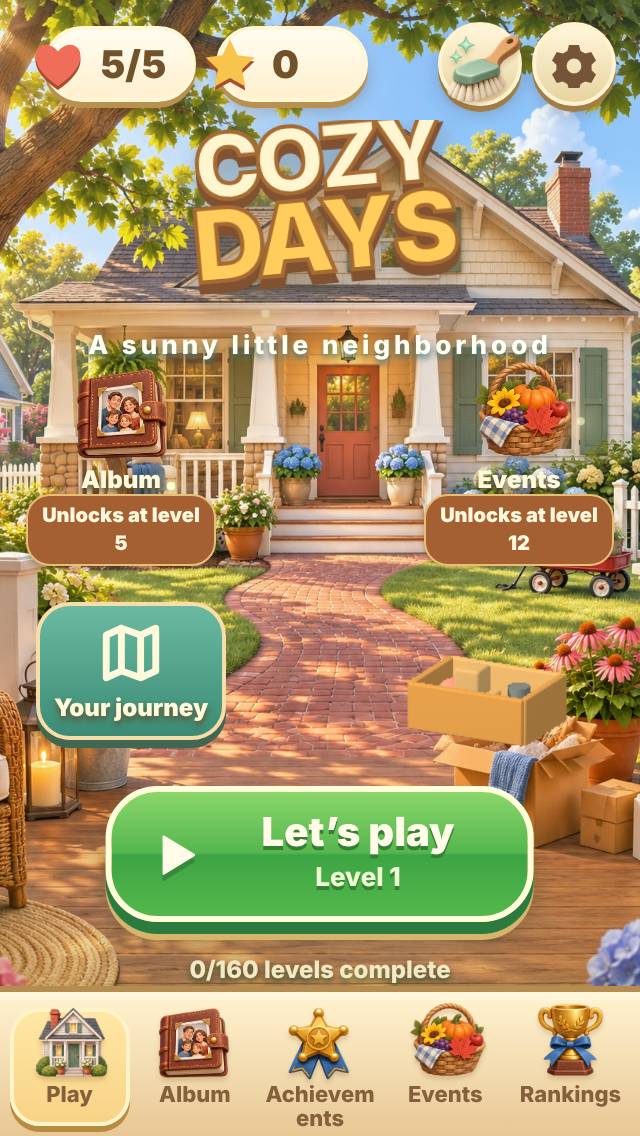 5/5
0
COZY
DAYS
A sunny little neighborhood
Album
Events
Unlocks at level
5
Unlocks at level
12
Your journey
Let's play
Level 1
0/160 levels complete
Play
Album
Achievem
ents
Events
Rankings